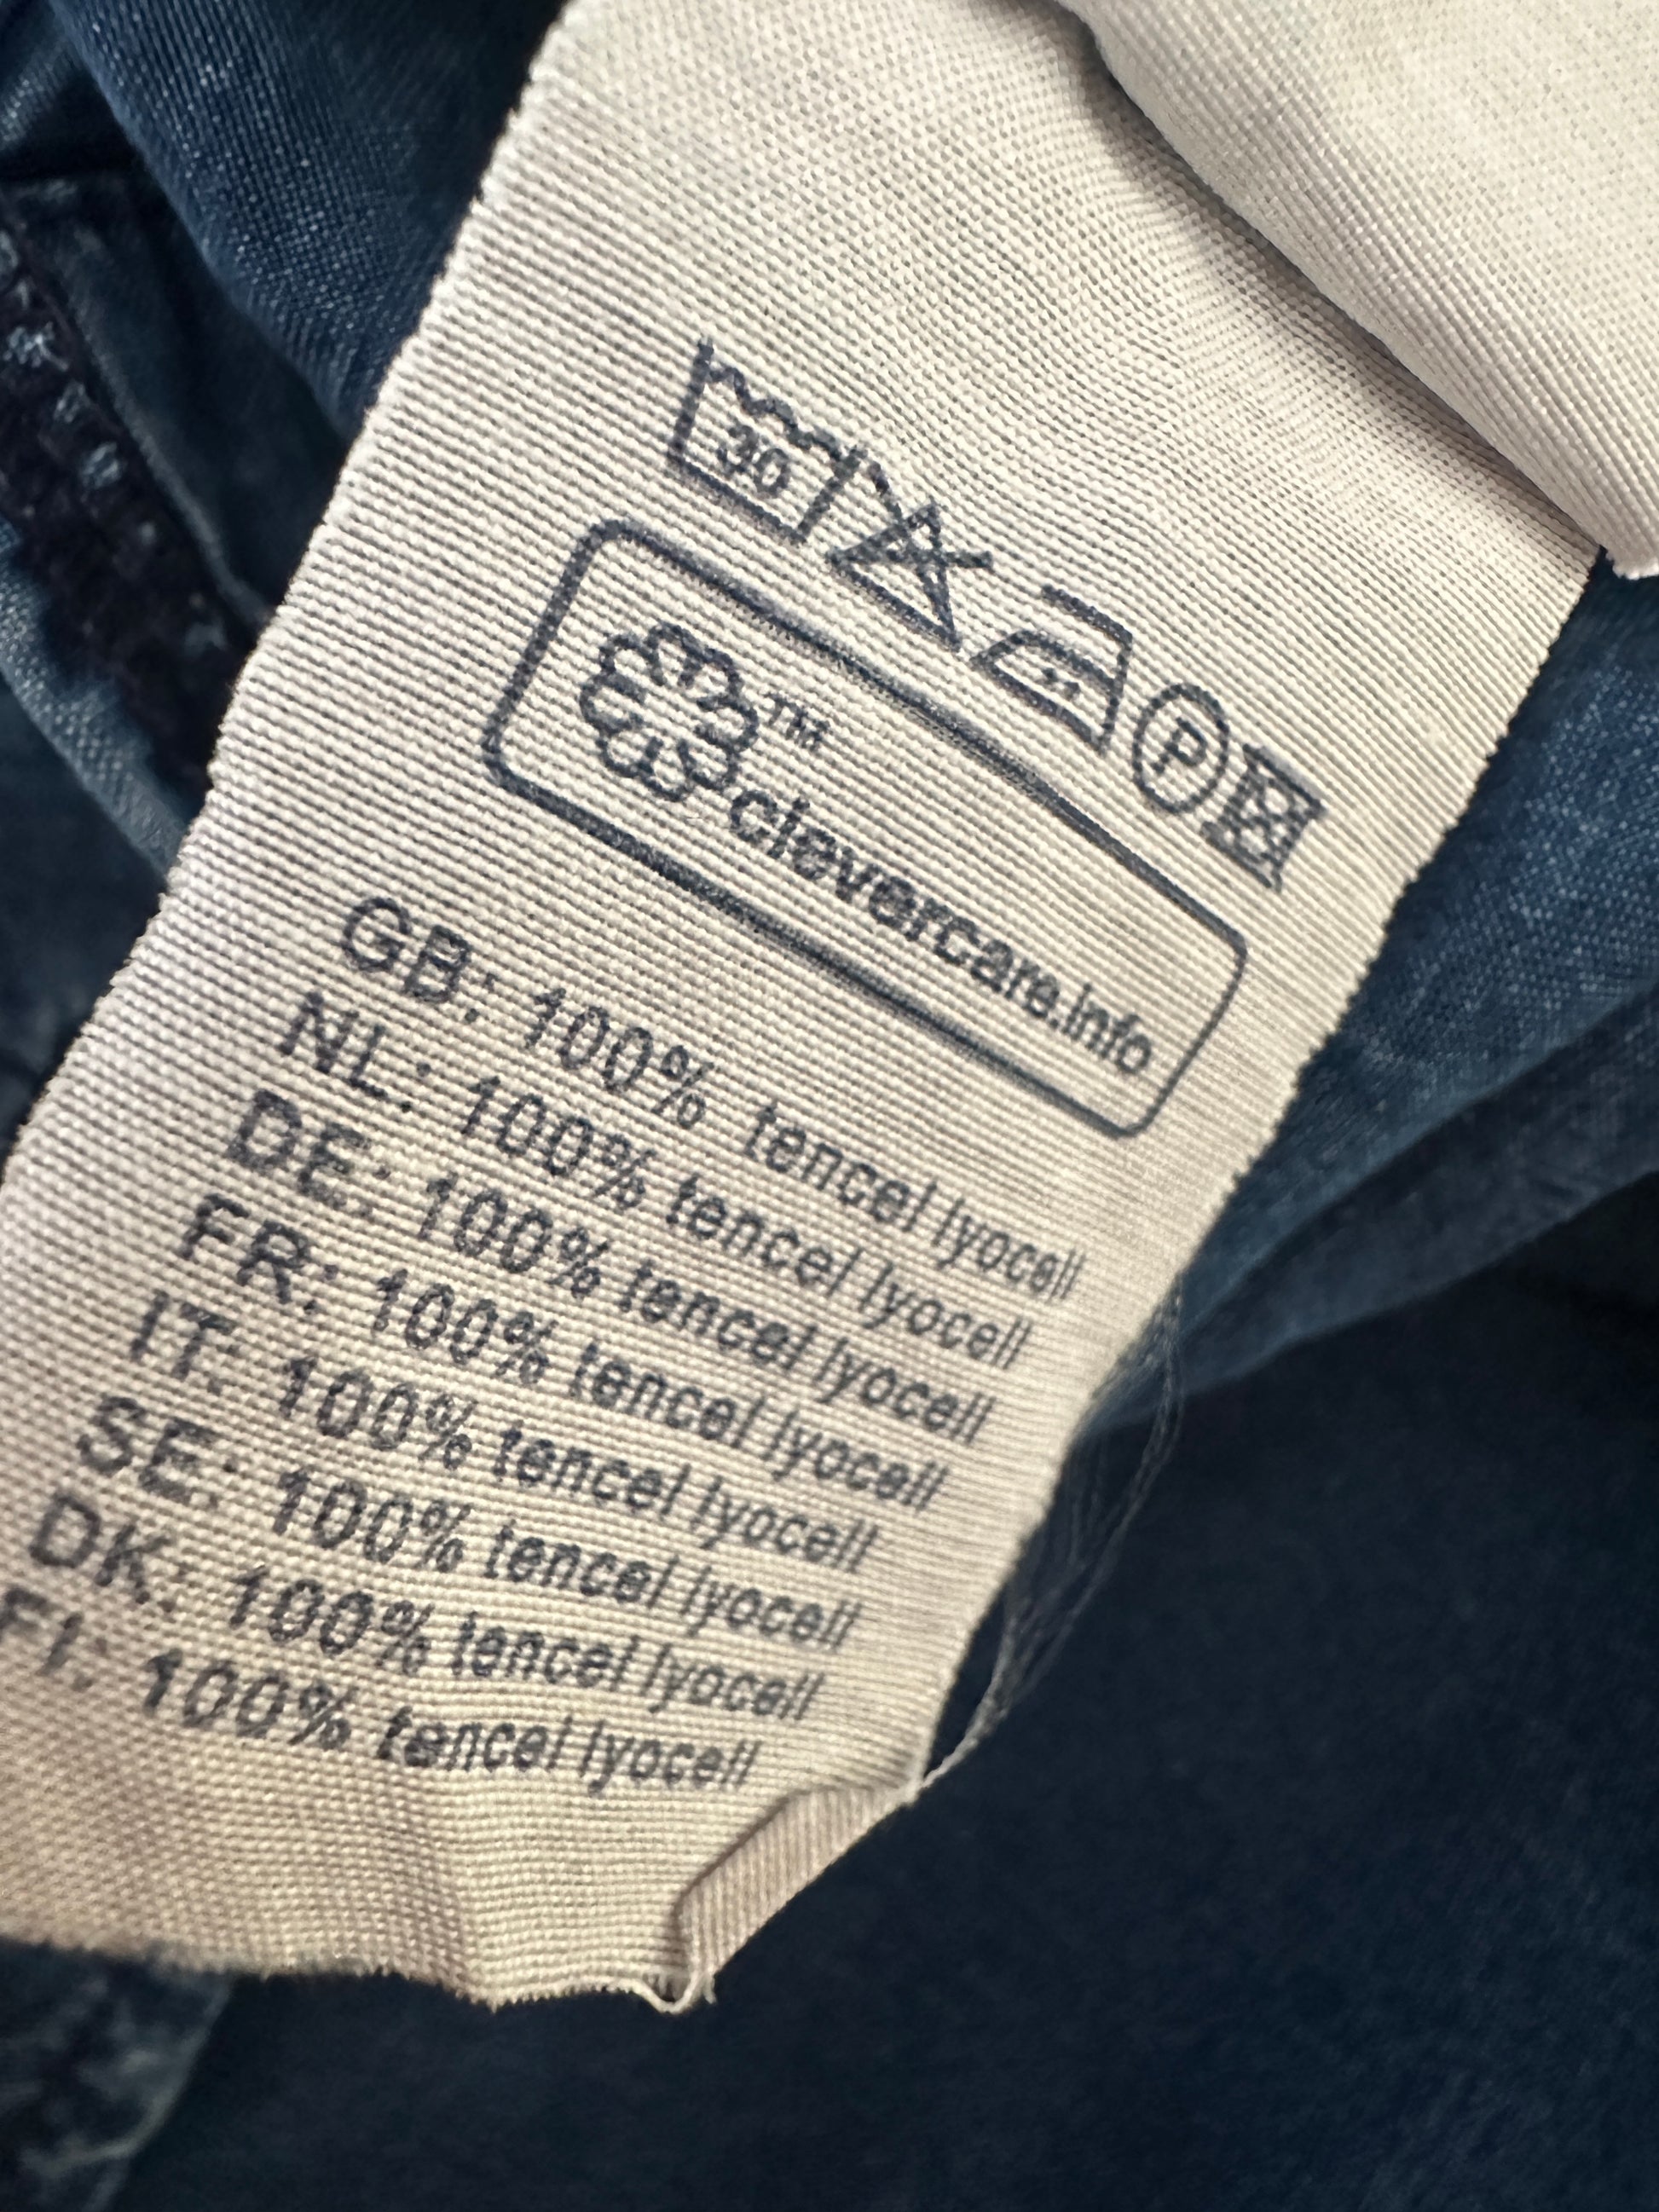 30
P
TM
clevercare.info
GB: 100% tencel lyocell
NL: 100% tencel lyocell
DE: 100% tencel lyocell
FR: 100% tencel lyocell
IT: 100% tencel lyocell
SE: 100% tencel lyocell
DK: 100% tencel lyocell
FI: 100% tencel lyocell